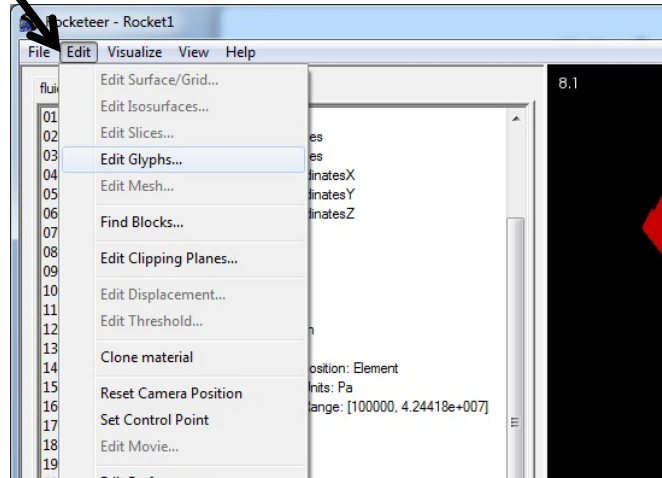 Rocketeer - Rocket1
File Edit Visualize View Help
8.1
Edit Surface/Grid...
Edit Isosurfaces...
Edit Slices...
Edit Glyphs...
Edit Mesh...
Find Blocks...
Edit Clipping Planes...
Edit Displacement...
Edit Threshold...
Clone material
Reset Camera Position
Set Control Point
Edit Movie...
01
02 es
03 es
04 dinatesX
05 dinatesY
06 dinatesZ
07
08
09
10
11
12
13
14 osition: Element
15 Units: Pa
16 Range: [100000, 4.24418e+007]
17
18
19